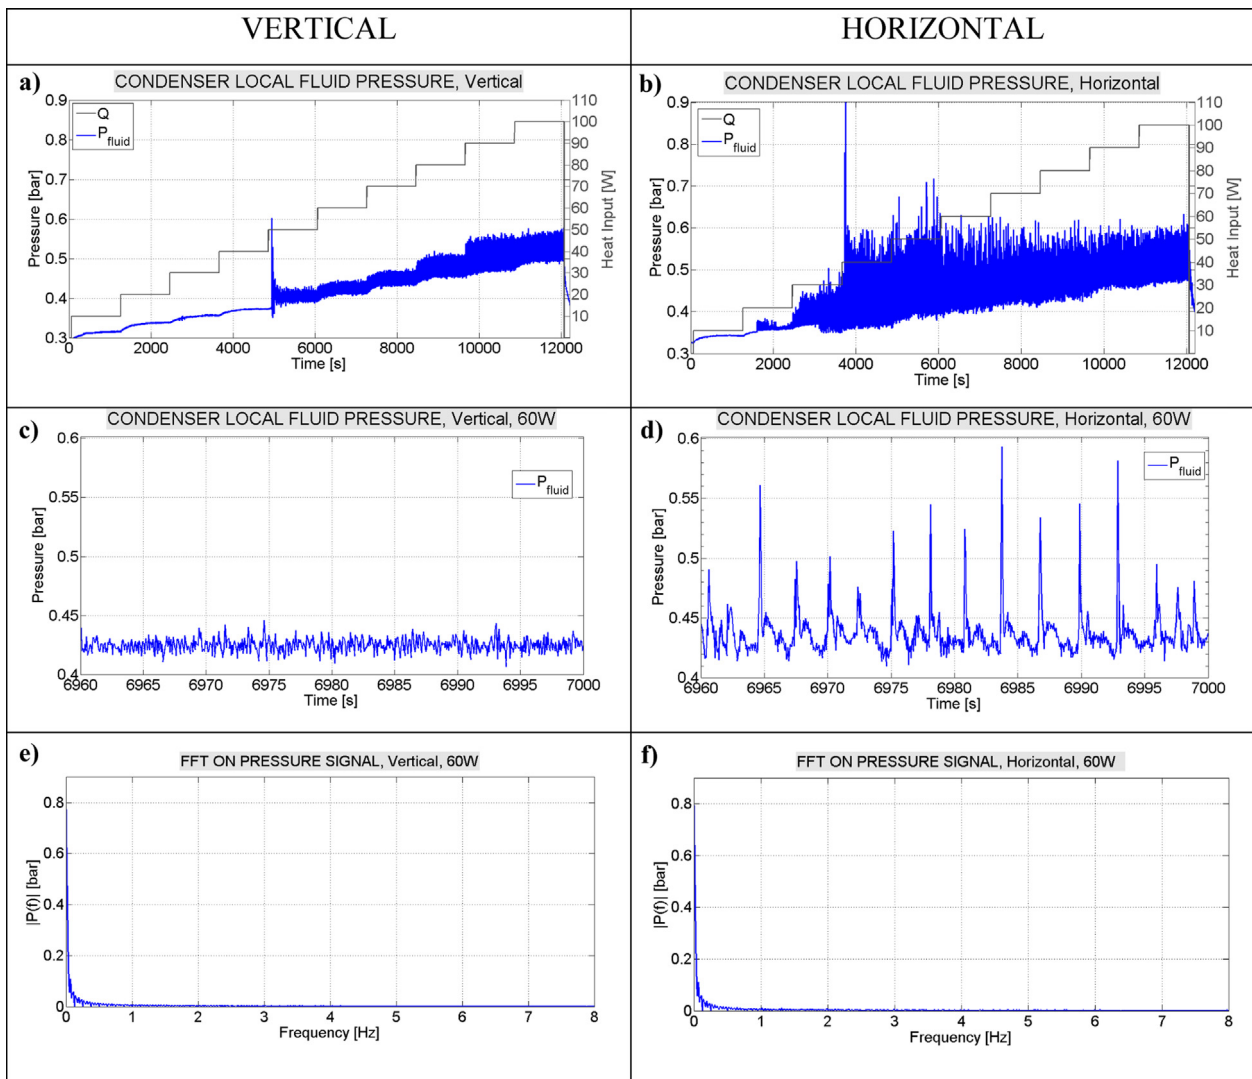 VERTICAL
HORIZONTAL
a)
CONDENSER LOCAL FLUID PRESSURE, Vertical
Q
P_fluid
0.9
0.8
0.7
0.6
0.5
0.4
0.3
Pressure [bar]
110
100
90
80
70
60
50
40
30
20
10
Heat Input [W]
0 2000 4000 6000 8000 10000 12000
Time [s]
b)
CONDENSER LOCAL FLUID PRESSURE, Horizontal
Q
P_fluid
0.9
0.8
0.7
0.6
0.5
0.4
0.3
Pressure [bar]
110
100
90
80
70
60
50
40
30
20
10
Heat Input [W]
0 2000 4000 6000 8000 10000 12000
Time [s]
c)
CONDENSER LOCAL FLUID PRESSURE, Vertical, 60W
P_fluid
0.6
0.55
0.5
0.45
0.4
Pressure [bar]
6960 6965 6970 6975 6980 6985 6990 6995 7000
Time [s]
d)
CONDENSER LOCAL FLUID PRESSURE, Horizontal, 60W
P_fluid
0.6
0.55
0.5
0.45
0.4
Pressure [bar]
6960 6965 6970 6975 6980 6985 6990 6995 7000
Time [s]
e)
FFT ON PRESSURE SIGNAL, Vertical, 60W
0.8
0.6
0.4
0.2
0
|P(f)| [bar]
0 1 2 3 4 5 6 7 8
Frequency [Hz]
f)
FFT ON PRESSURE SIGNAL, Horizontal, 60W
0.8
0.6
0.4
0.2
0
|P(f)| [bar]
0 1 2 3 4 5 6 7 8
Frequency [Hz]